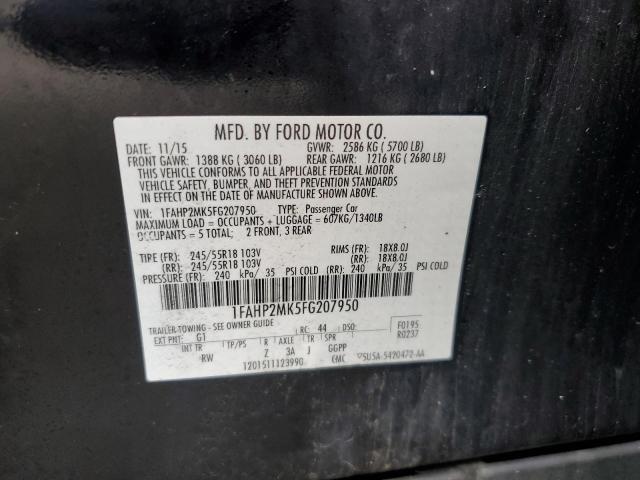 MFD. BY FORD MOTOR CO.
DATE: 11/15 GVWR: 2586 KG ( 5700 LB)
FRONT GAWR: 1388 KG ( 3060 LB) REAR GAWR: 1216 KG ( 2680 LB)
THIS VEHICLE CONFORMS TO ALL APPLICABLE FEDERAL MOTOR
VEHICLE SAFETY, BUMPER, AND THEFT PREVENTION STANDARDS
IN EFFECT ON THE DATE OF MANUFACTURE SHOWN ABOVE.
VIN: 1FAHP2MK5FG207950 TYPE: Passenger Car
MAXIMUM LOAD = OCCUPANTS + LUGGAGE = 607KG/1340LB
OCCUPANTS = 5 TOTAL; 2 FRONT, 3 REAR
TIRE (FR): 245/55R18 103V RIMS (FR): 18X8.0J
(RR): 245/55R18 103V (RR): 18X8.0J
PRESSURE (FR): 240 kPa/ 35 PSI COLD (RR): 240 kPa/ 35 PSI COLD
1FAHP2MK5FG207950
TRAILER TOWING - SEE OWNER GUIDE
EXT PNT: G1 RC: 44 DSO: F0195
INT TR TP/PS R AXLE TR SPR R0237
RW Z 3A J GGPP
1201511123990 CMC